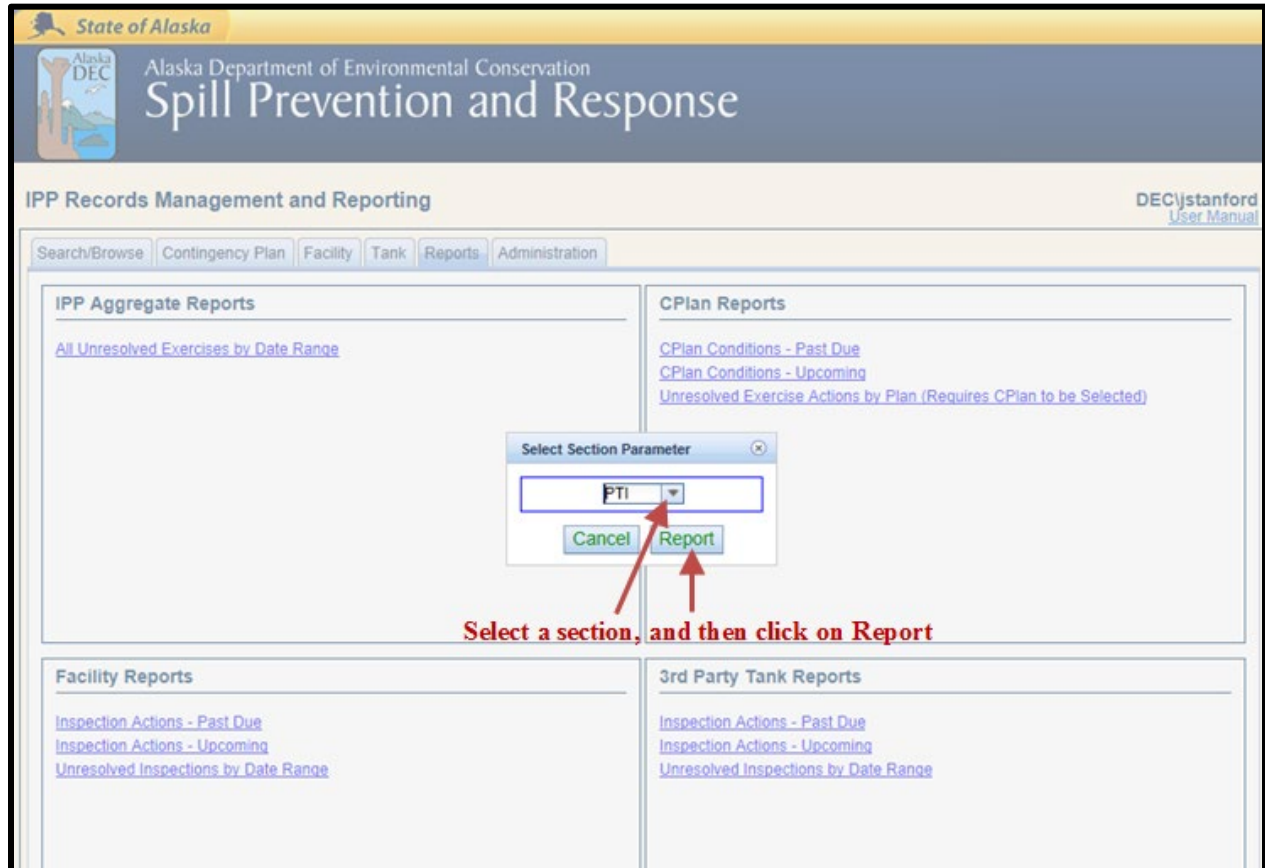 State of Alaska
Alaska
DEC
Alaska Department of Environmental Conservation
Spill Prevention and Response
IPP Records Management and Reporting
DEC\jstanford
User Manual
Search/Browse Contingency Plan Facility Tank Reports Administration
IPP Aggregate Reports
All Unresolved Exercises by Date Range
CPlan Reports
CPlan Conditions - Past Due
CPlan Conditions - Upcoming
Unresolved Exercise Actions by Plan (Requires CPlan to be Selected)
Select Section Parameter
PTI
Cancel Report
Select a section, and then click on Report
Facility Reports
Inspection Actions - Past Due
Inspection Actions - Upcoming
Unresolved Inspections by Date Range
3rd Party Tank Reports
Inspection Actions - Past Due
Inspection Actions - Upcoming
Unresolved Inspections by Date Range